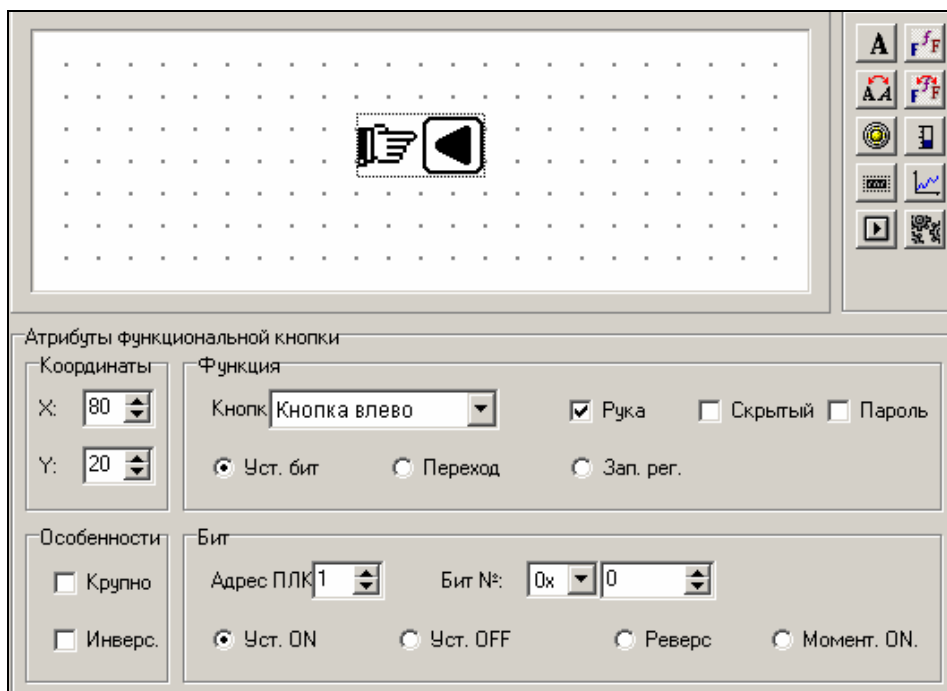 Атрибуты функциональной кнопки
Координаты
X: 80
Y: 20
Функция
Кнопк Кнопка влево
Рука
Скрытый
Пароль
Уст. бит
Переход
Зап. рег.
Особенности
Крупно
Инверс.
Бит
Адрес ПЛК 1
Бит №: 0x 0
Уст. ON
Уст. OFF
Реверс
Момент. ON.